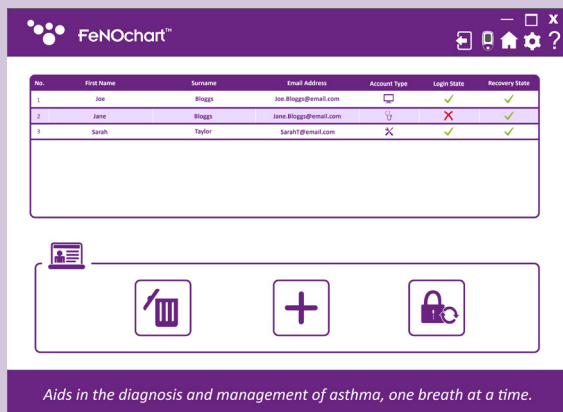 FeNOchart™
No. First Name Surname Email Address Account Type Login State Recovery State
1 Joe Bloggs Joe.Bloggs@email.com
2 Jane Bloggs Jane.Bloggs@email.com
3 Sarah Taylor SarahT@email.com
Aids in the diagnosis and management of asthma, one breath at a time.